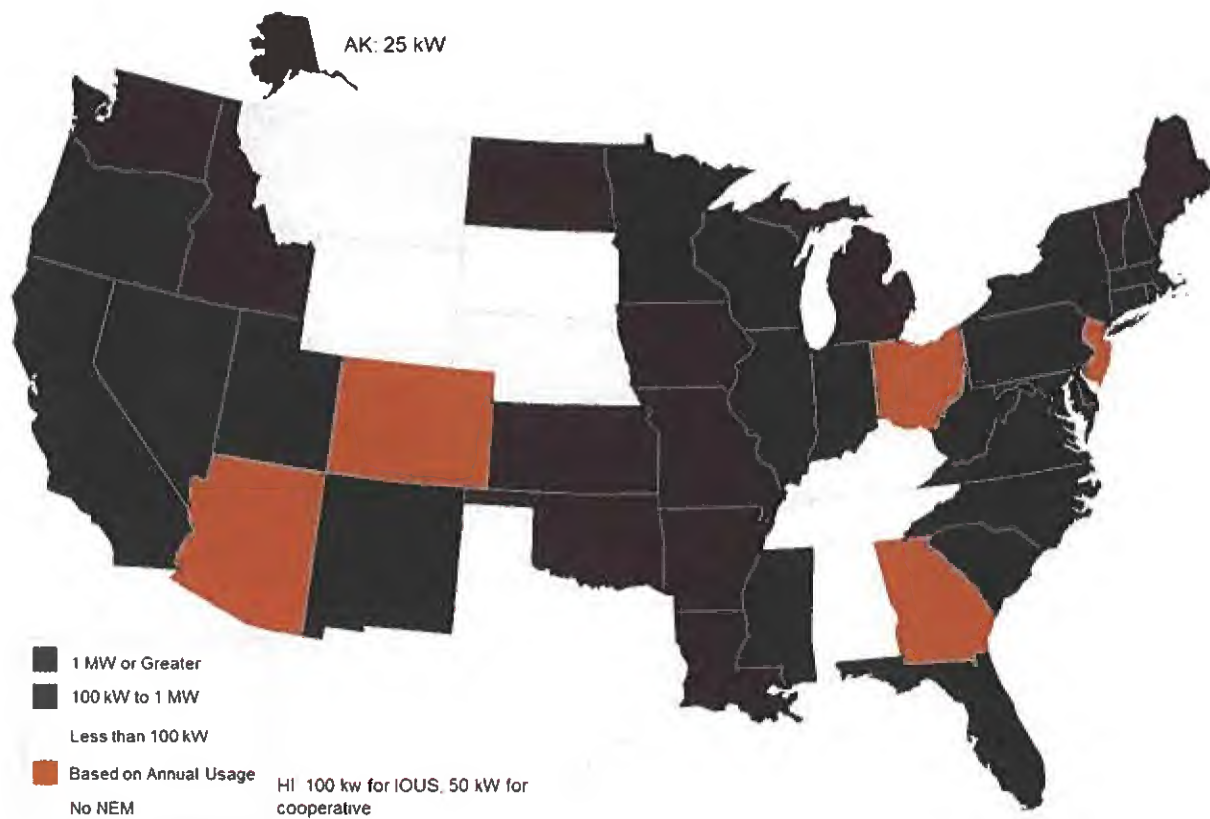 AK: 25 kW
1 MW or Greater
100 kW to 1 MW
Less than 100 kW
Based on Annual Usage
No NEM
HI 100 kw for IOUS, 50 kW for
cooperative